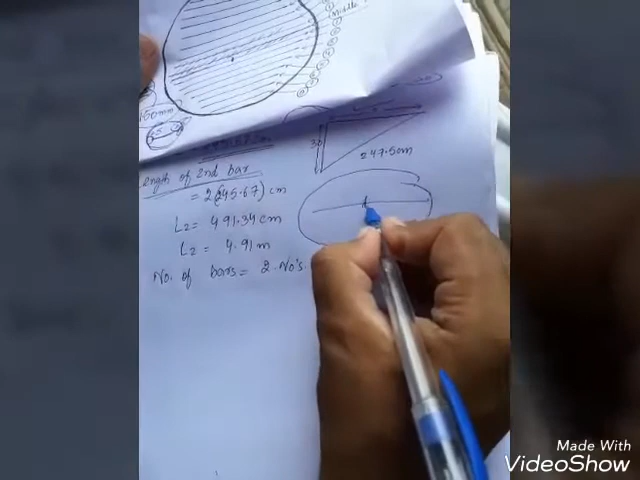 30
247.5cm
Length of 2nd bar
= 2(245.67) cm
L2 = 491.34 cm
L2 = 4.91 m
No. of bars = 2.No's.
Made With
VideoShow